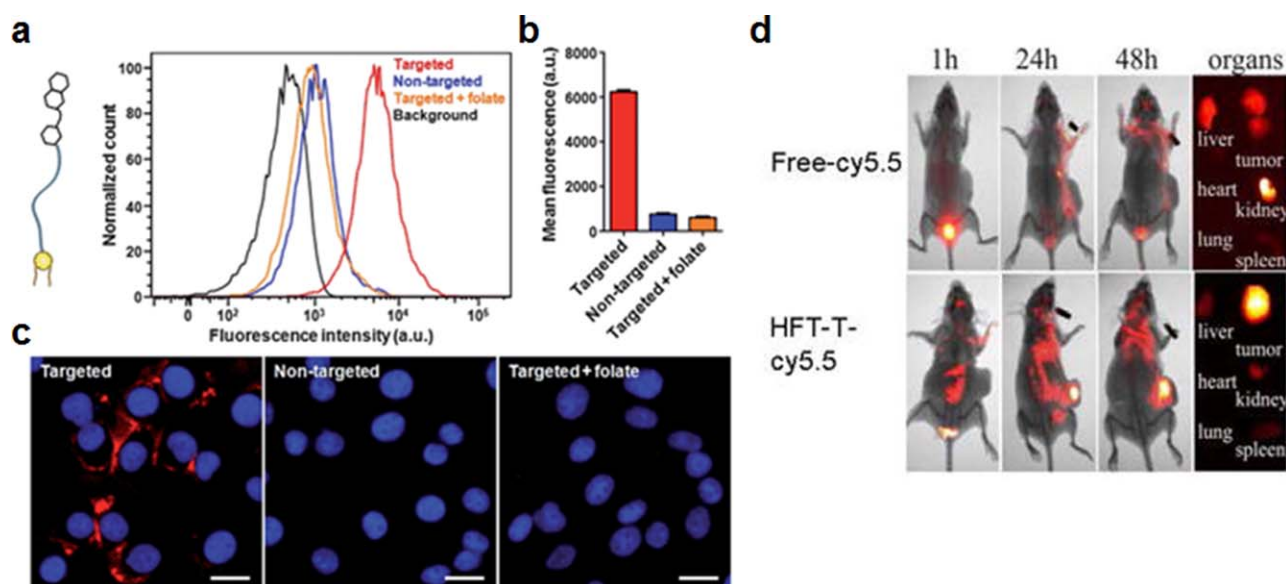 a
Normalized count
100
80
60
40
20
0
0
10²
10³
10⁴
10⁵
Fluorescence intensity (a.u.)
Targeted
Non-targeted
Targeted + folate
Background
b
Mean fluorescence (a.u.)
8000
6000
4000
2000
0
Targeted
Non-targeted
Targeted + folate
c
Targeted
Non-targeted
Targeted + folate
d
1h 24h 48h organs
Free-cy5.5
liver
tumor
heart
kidney
lung
spleen
HFT-T-
cy5.5
liver
tumor
heart
kidney
lung
spleen